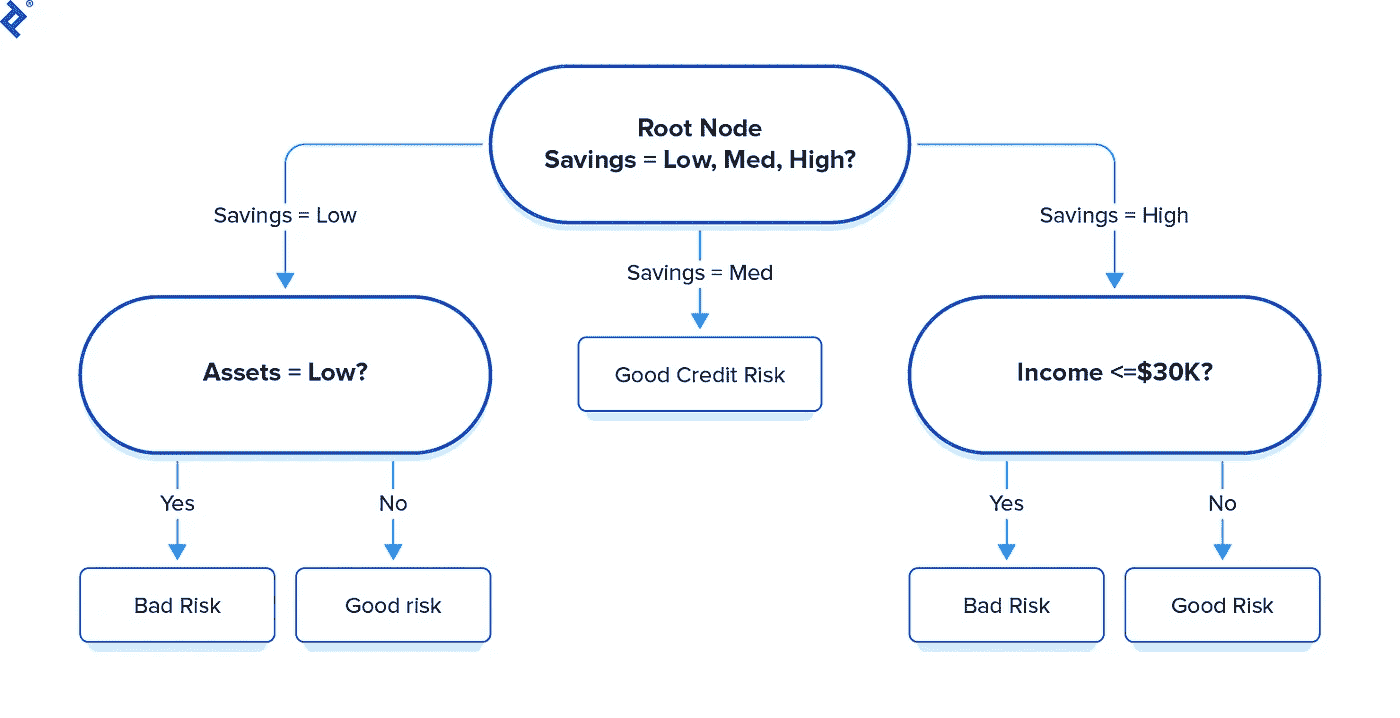 Root Node
Savings = Low, Med, High?
Savings = Low
Savings = High
Savings = Med
Assets = Low?
Good Credit Risk
Income <=$30K?
Yes
No
Yes
No
Bad Risk
Good risk
Bad Risk
Good Risk